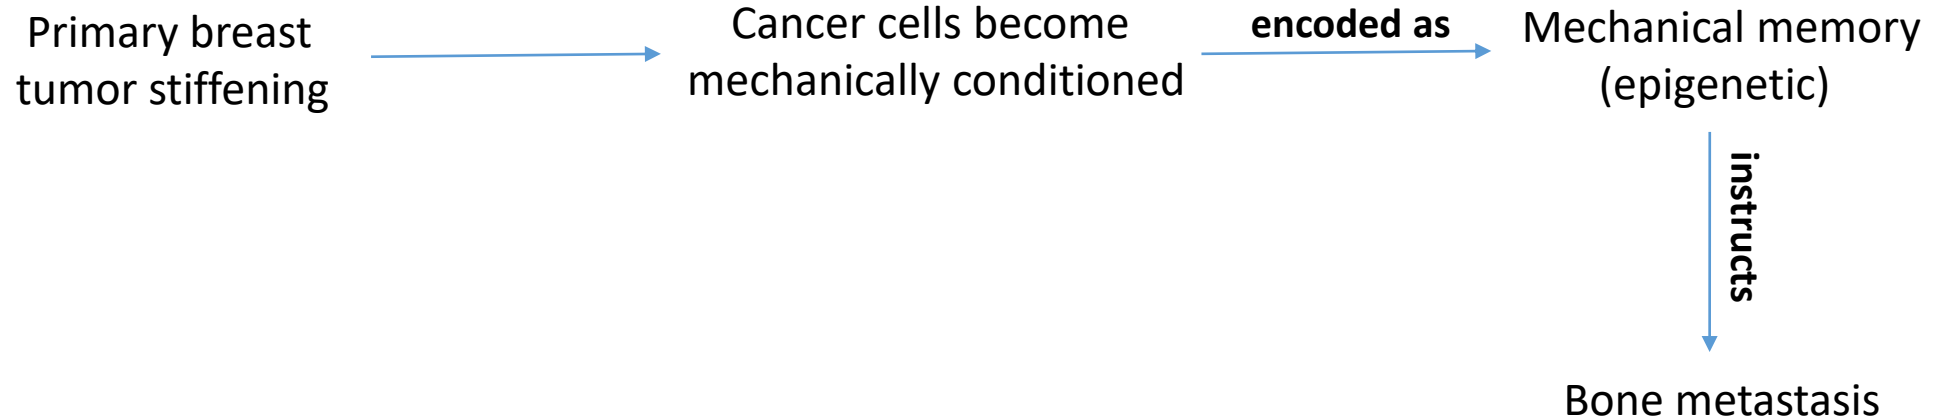 Primary breast
tumor stiffening
Cancer cells become
mechanically conditioned
encoded as
Mechanical memory
(epigenetic)
instructs
Bone metastasis